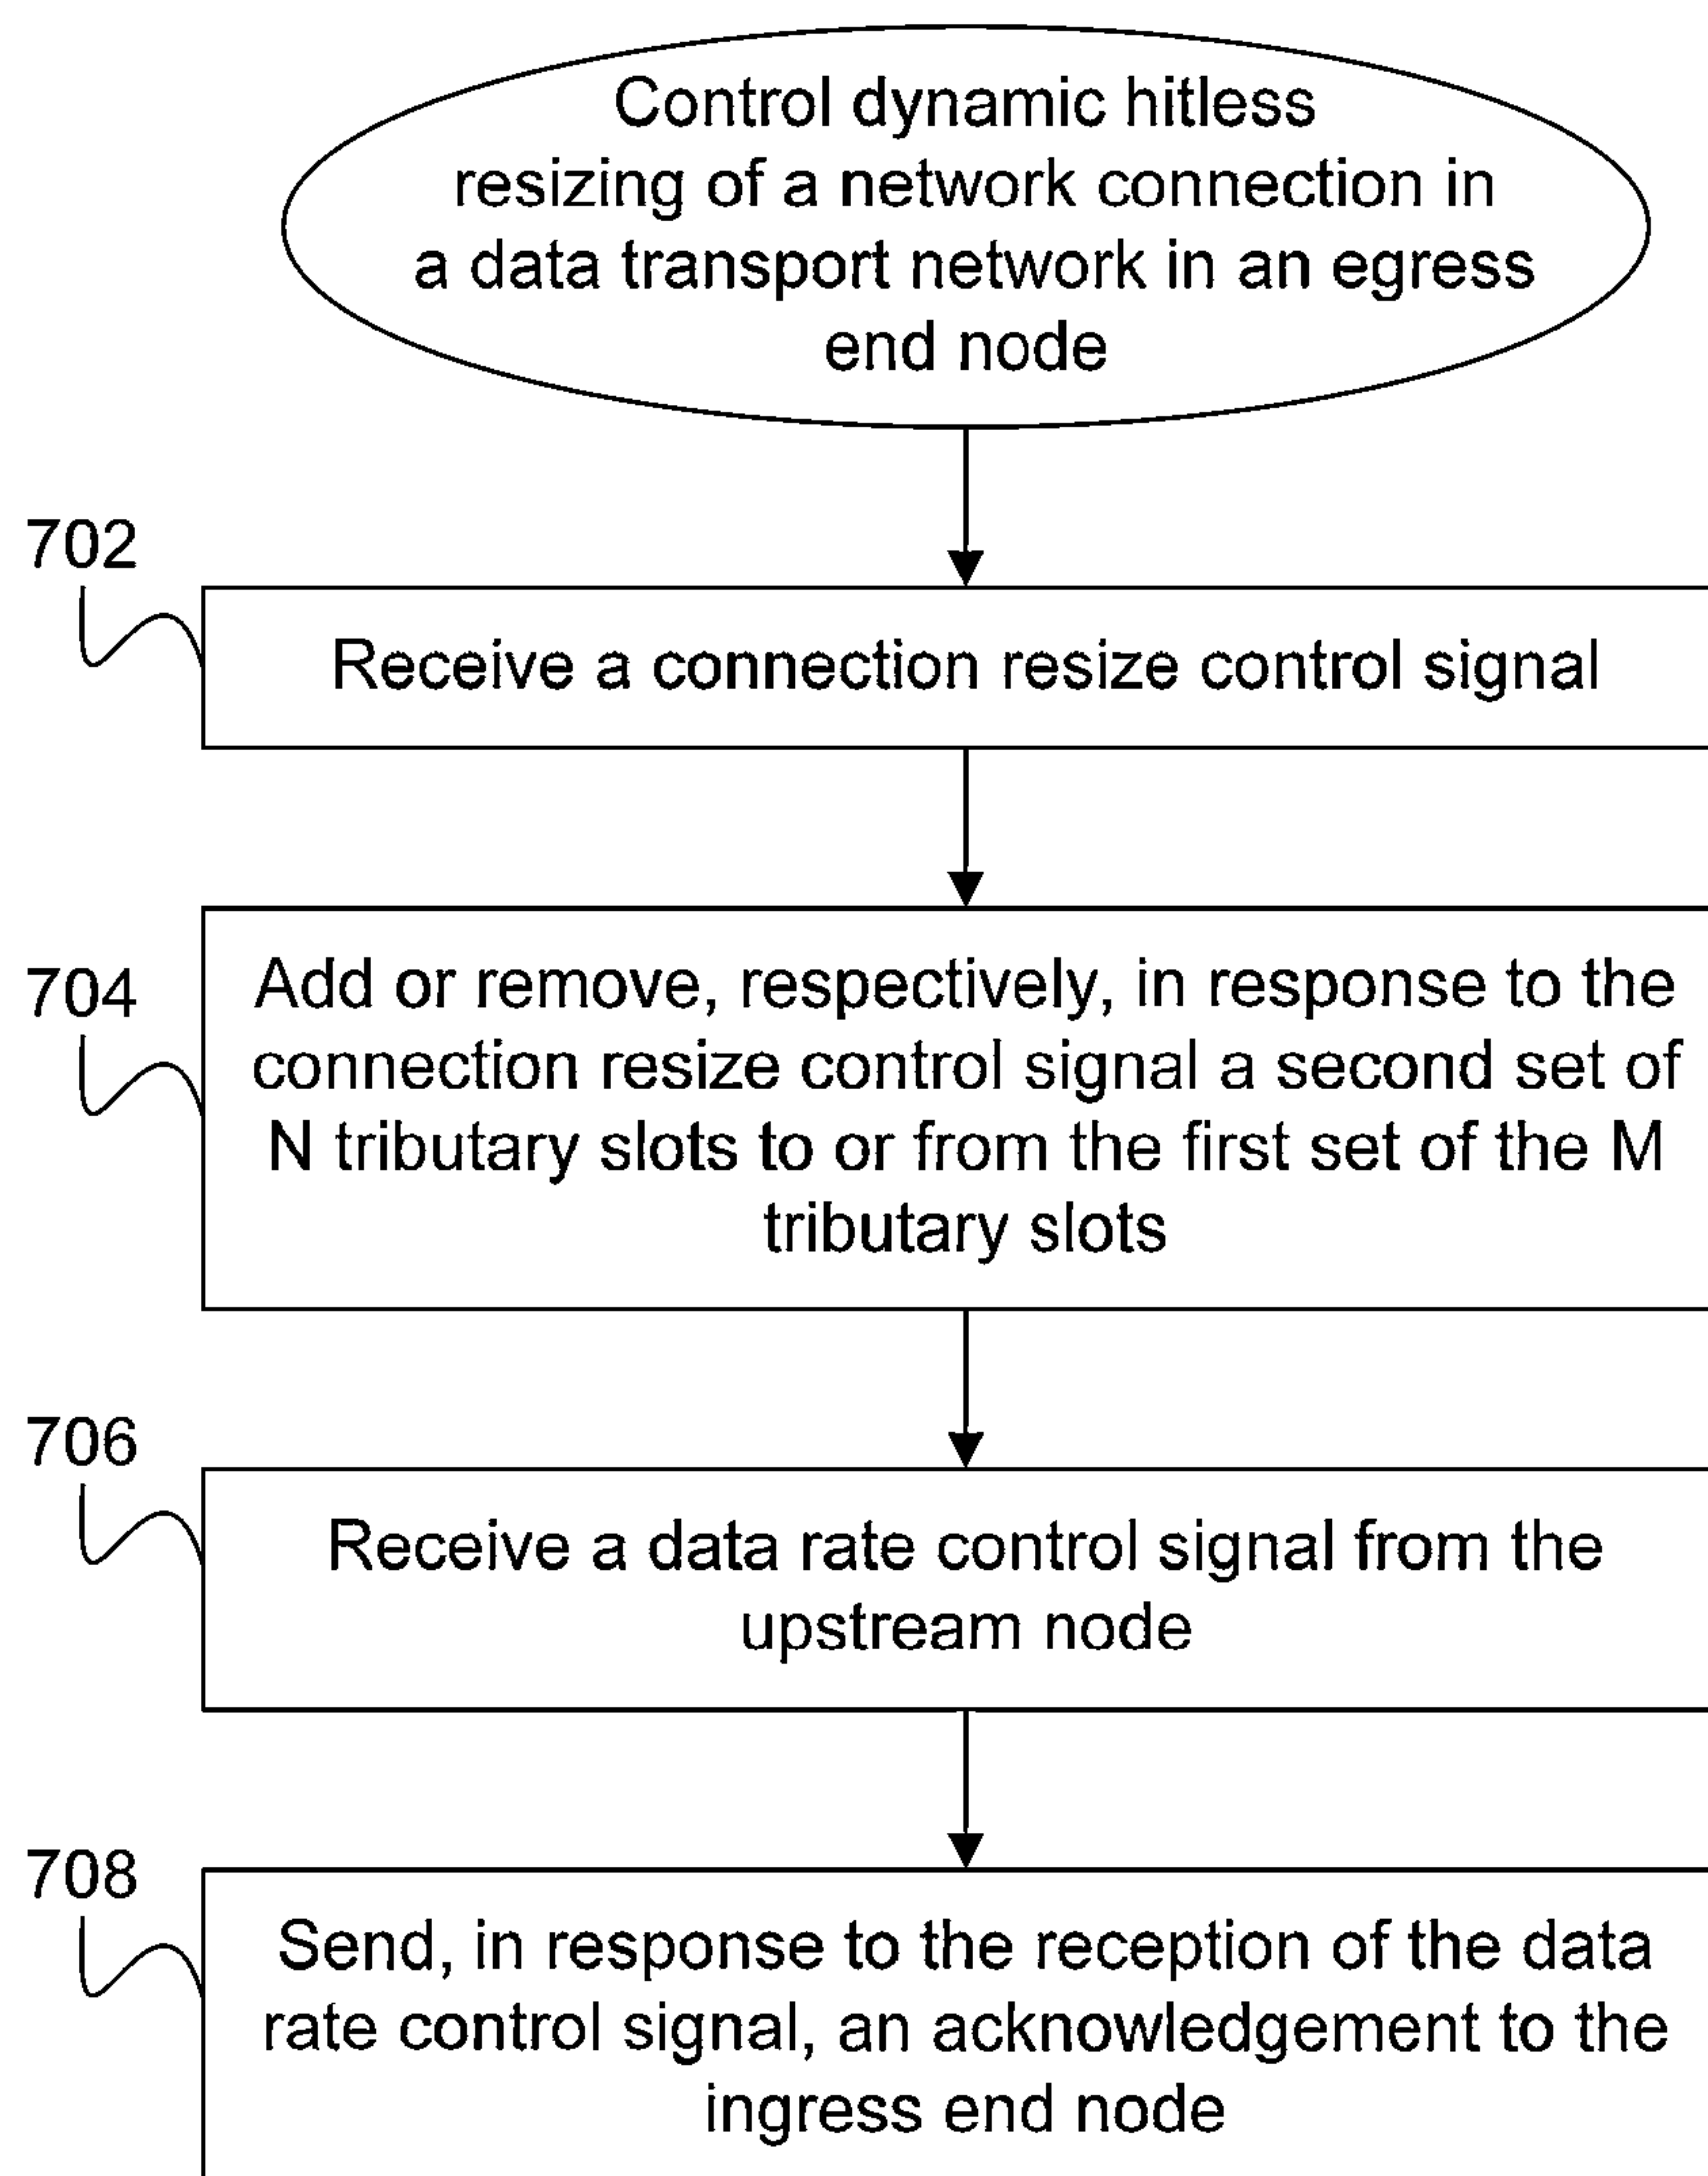 Control dynamic hitless
resizing of a network connection in
a data transport network in an egress
end node
702
Receive a connection resize control signal
704
Add or remove, respectively, in response to the
connection resize control signal a second set of
N tributary slots to or from the first set of the M
tributary slots
706
Receive a data rate control signal from the
upstream node
708
Send, in response to the reception of the data
rate control signal, an acknowledgement to the
ingress end node